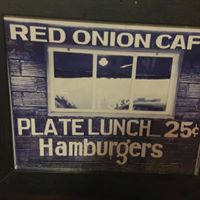 RED ONION CAF
PLATE LUNCH 25¢
Hamburgers